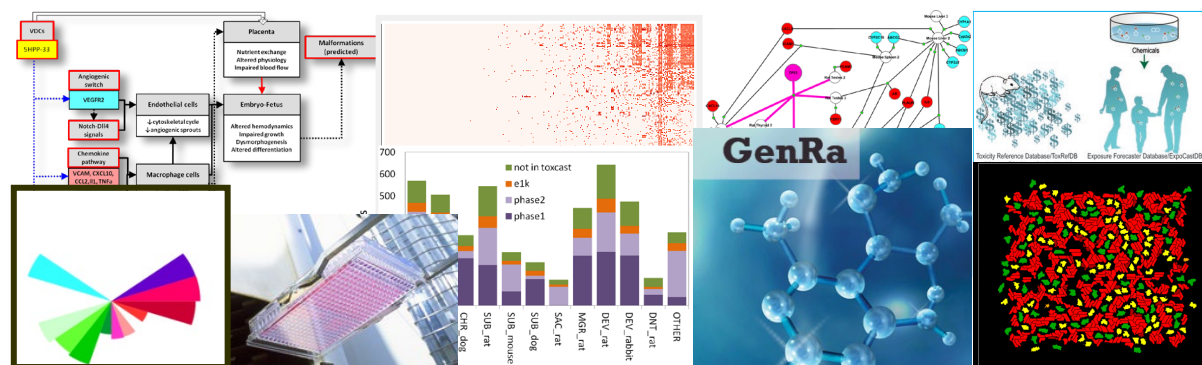 VDCs
5HPP-33
Angiogenic
switch
VEGFR2
Notch-Dll4
signals
Chemokine
pathway
VCAM, CXCL10,
CCL2, IL, TNFa
Endothelial cells
↓cytoskeletal cycle
↓angiogenic sprouts
Macrophage cells
Placenta
Nutrient exchange
Altered physiology
Impaired blood flow
Embryo-Fetus
Altered hemodynamics
Impaired growth
Dysmorphogenesis
Altered differentiation
Malformations
(predicted)
700
600
500
not in toxcast
e1k
phase2
phase1
CHR_dog
SUB_rat
SUB_mouse
SUB_dog
SAC_rat
MGR_rat
DEV_rat
DEV_rabbit
DNT_rat
OTHER
GenRa
Chemicals
Toxicity Reference Database/ToxRefDB
Exposure Forecaster Database/ExpoCastDB